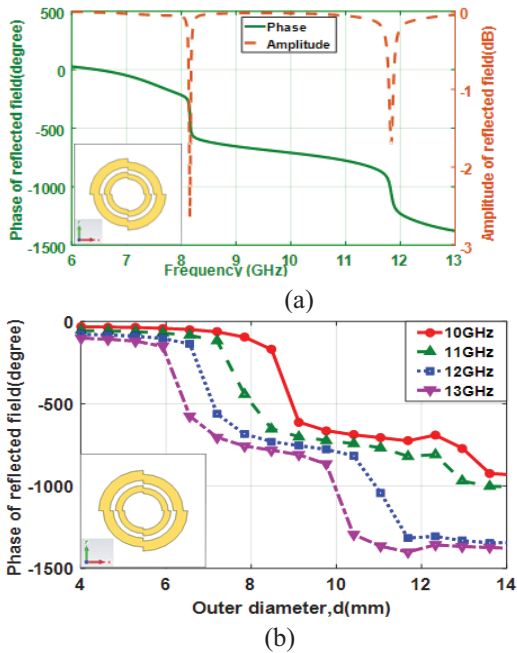 500
0
-500
-1000
-1500
Phase of reflected field(degree)
Phase
Amplitude
0
-1
-2
-3
Amplitude of reflected field(dB)
6 7 8 9 10 11 12 13
Frequency (GHz)
(a)
0
-500
-1000
-1500
Phase of reflected field(degree)
10GHz
11GHz
12GHz
13GHz
4 6 8 10 12 14
Outer diameter,d(mm)
(b)